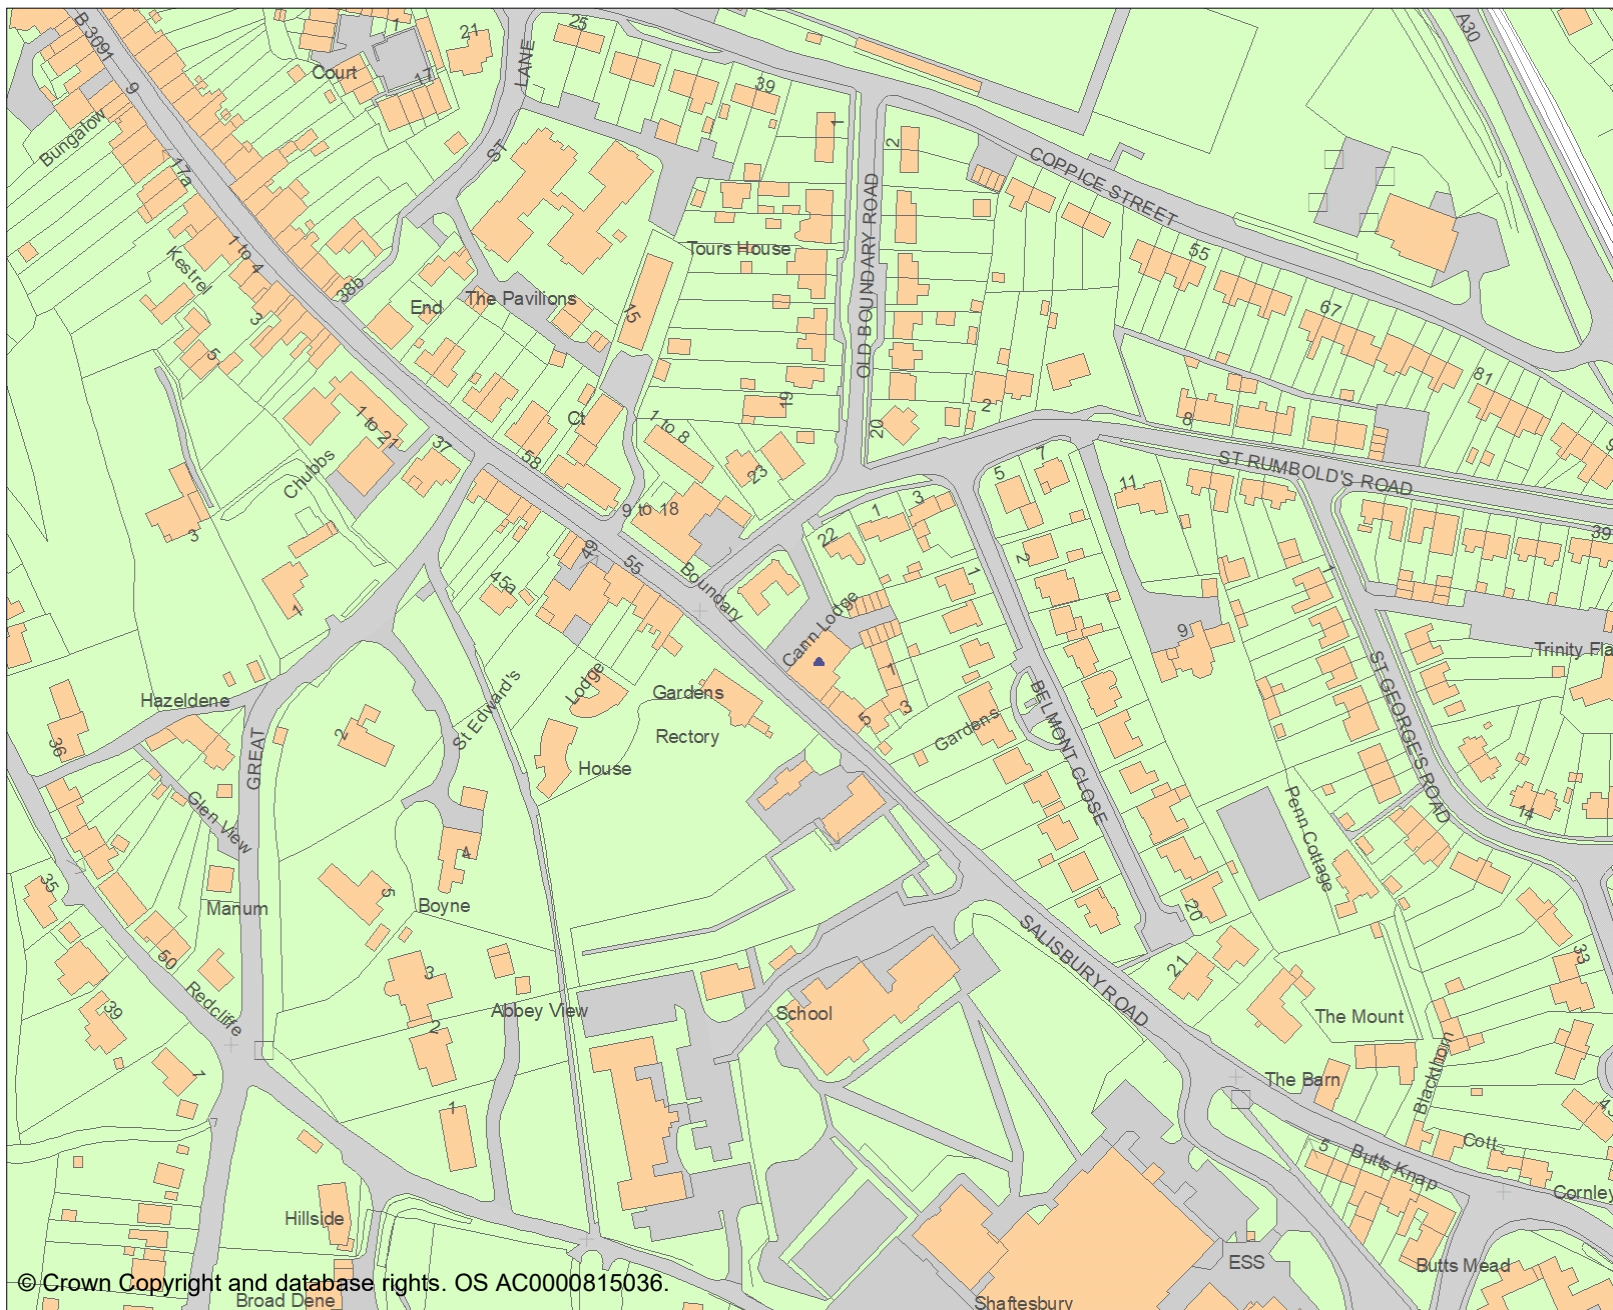 B 3091
9
25
1
21
LANE
A30
Court
17
39
1
2
Bungalow
ST
COPPICE STREET
17a
OLD BOUNDARY ROAD
1 to 4
Kestrel
Tours House
55
38b
End
The Pavilions
15
67
3
5
81
19
2
8
1 to 21
Ct
1 to 8
20
37
58
23
7
5
ST RUMBOLD'S ROAD
Chubbs
11
9 to 18
3
1
3
22
39
49
55
2
1
1
45a
Boundary
1
Cann Lodge
9
Trinity Fla
Hazeldene
St Edward's
Lodge
Gardens
1
3
5
BELMONT CLOSE
ST GEORGE'S ROAD
36
2
Rectory
Gardens
GREAT
House
Glen View
Penn Cottage
14
4
35
5
Manum
Boyne
20
SALISBURY ROAD
50
33
21
3
Redcliffe
39
Abbey View
School
The Mount
2
1
The Barn
Blackthorn
1
5
Cott
Butts Knap
Cornley
Hillside
ESS
Butts Mead
© Crown Copyright and database rights. OS AC0000815036.
Broad Dene
Shaftesbury